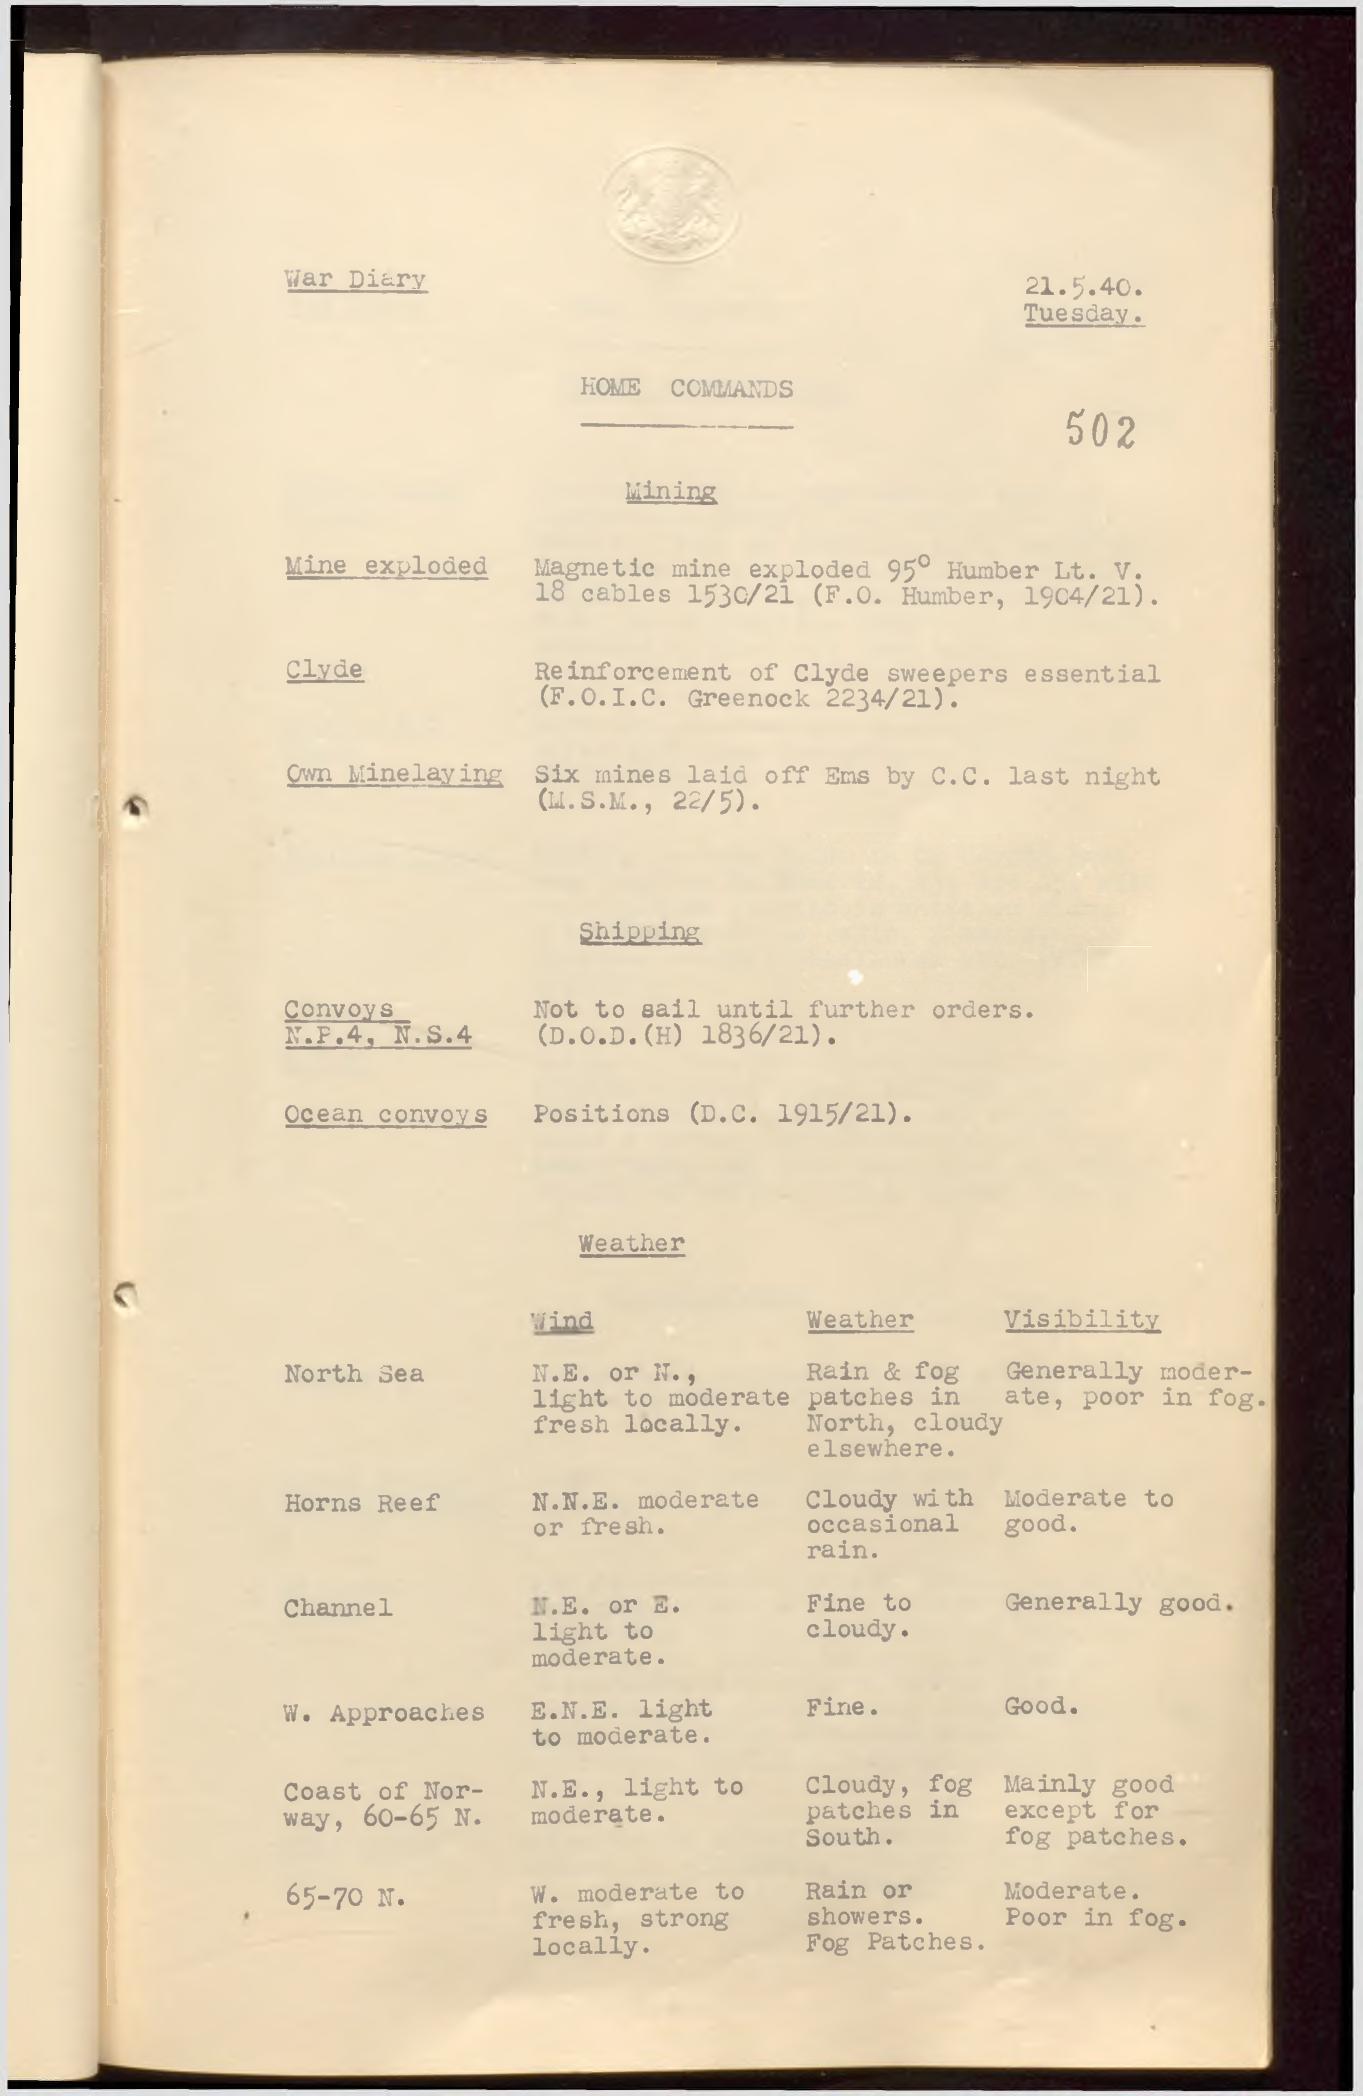 War Diary
21.5.40.
Tuesday.
HOME COMMANDS
502
Mining
Mine exploded Magnetic mine exploded 95° Humber Lt. V.
18 cables 1530/21 (F.O. Humber, 1904/21).
Clyde Reinforcement of Clyde sweepers essential
(F.O.I.C. Greenock 2234/21).
Own Minelaying Six mines laid off Ems by C.C. last night
(M.S.M., 22/5).
Shipping
Convoys Not to sail until further orders.
N.P.4, N.S.4 (D.O.D.(H) 1836/21).
Ocean convoys Positions (D.C. 1915/21).
Weather
Wind Weather Visibility
North Sea N.E. or N., Rain & fog Generally moder-
light to moderate patches in ate, poor in fog.
fresh locally. North, cloudy
elsewhere.
Horns Reef N.N.E. moderate Cloudy with Moderate to
or fresh. occasional good.
rain.
Channel N.E. or E. Fine to Generally good.
light to cloudy.
moderate.
W. Approaches E.N.E. light Fine. Good.
to moderate.
Coast of Nor- N.E., light to Cloudy, fog Mainly good
way, 60-65 N. moderate. patches in except for
South. fog patches.
65-70 N. W. moderate to Rain or Moderate.
fresh, strong showers. Poor in fog.
locally. Fog Patches.